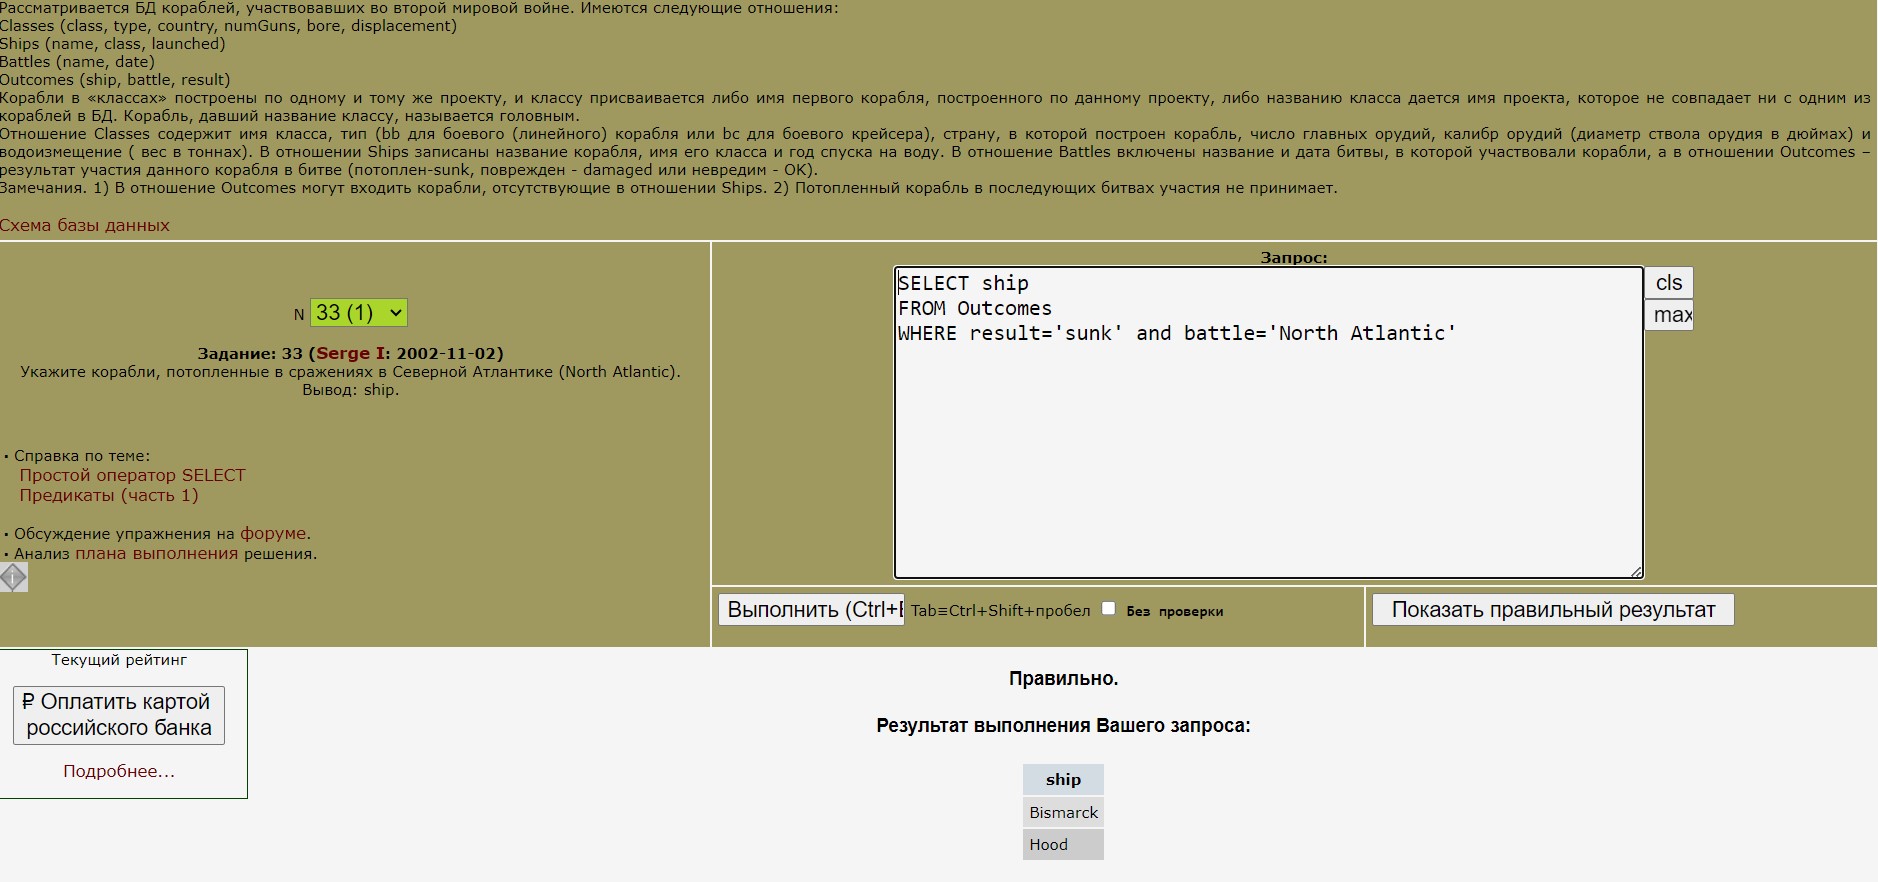 Рассматривается БД кораблей, участвовавших во второй мировой войне. Имеются следующие отношения:
Classes (class, type, country, numGuns, bore, displacement)
Ships (name, class, launched)
Battles (name, date)
Outcomes (ship, battle, result)
Корабли в «классах» построены по одному и тому же проекту, и классу присваивается либо имя первого корабля, построенного по данному проекту, либо названию класса дается имя проекта, которое не совпадает ни с одним из
кораблей в БД. Корабль, давший название классу, называется головным.
Отношение Classes содержит имя класса, тип (bb для боевого (линейного) корабля или bc для боевого крейсера), страну, в которой построен корабль, число главных орудий, калибр орудий (диаметр ствола орудия в дюймах) и
водоизмещение ( вес в тоннах). В отношении Ships записаны название корабля, имя его класса и год спуска на воду. В отношение Battles включены название и дата битвы, в которой участвовали корабли, а в отношении Outcomes –
результат участия данного корабля в битве (потоплен-sunk, поврежден - damaged или невредим - OK).
Замечания. 1) В отношение Outcomes могут входить корабли, отсутствующие в отношении Ships. 2) Потопленный корабль в последующих битвах участия не принимает.
Схема базы данных
N 33 (1)
Задание: 33 (Serge I: 2002-11-02)
Укажите корабли, потопленные в сражениях в Северной Атлантике (North Atlantic).
Вывод: ship.
· Справка по теме:
Простой оператор SELECT
Предикаты (часть 1)
· Обсуждение упражнения на форуме.
· Анализ плана выполнения решения.
Запрос:
SELECT ship
FROM Outcomes
WHERE result='sunk' and battle='North Atlantic'
cls
max
Выполнить (Ctrl+E
Tab≡Ctrl+Shift+пробел
Без проверки
Показать правильный результат
Текущий рейтинг
₽ Оплатить картой
российского банка
Подробнее...
Правильно.
Результат выполнения Вашего запроса:
ship
Bismarck
Hood